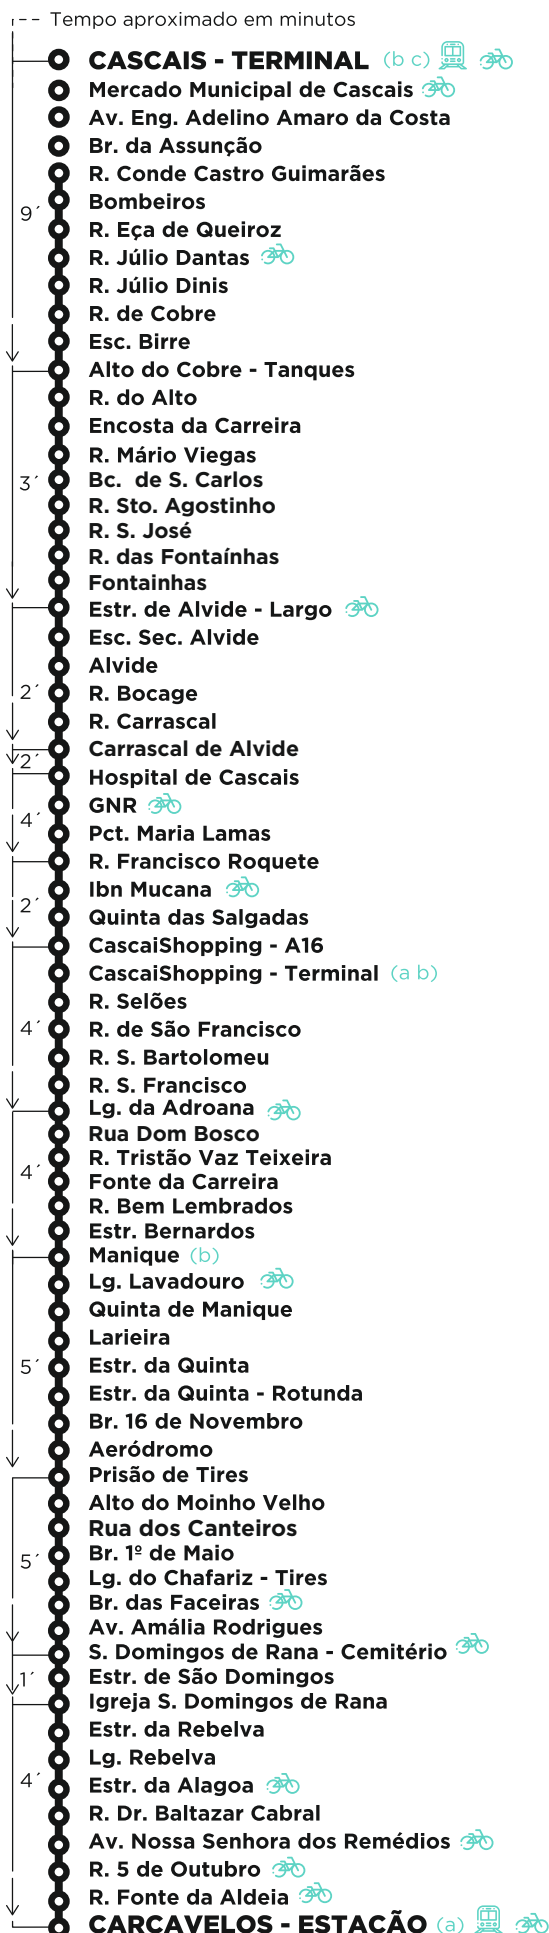 Tempo aproximado em minutos
CASCAIS - TERMINAL (b c)
Mercado Municipal de Cascais
Av. Eng. Adelino Amaro da Costa
Br. da Assunção
R. Conde Castro Guimarães
Bombeiros
9´
R. Eça de Queiroz
R. Júlio Dantas
R. Júlio Dinis
R. de Cobre
Esc. Birre
Alto do Cobre - Tanques
R. do Alto
Encosta da Carreira
R. Mário Viegas
3´
Bc. de S. Carlos
R. Sto. Agostinho
R. S. José
R. das Fontaínhas
Fontainhas
Estr. de Alvide - Largo
Esc. Sec. Alvide
Alvide
2´
R. Bocage
R. Carrascal
Carrascal de Alvide
2´
Hospital de Cascais
GNR
4´
Pct. Maria Lamas
R. Francisco Roquete
Ibn Mucana
2´
Quinta das Salgadas
CascaiShopping - A16
CascaiShopping - Terminal (a b)
R. Selões
4´
R. de São Francisco
R. S. Bartolomeu
R. S. Francisco
Lg. da Adroana
Rua Dom Bosco
R. Tristão Vaz Teixeira
4´
Fonte da Carreira
R. Bem Lembrados
Estr. Bernardos
Manique (b)
Lg. Lavadouro
Quinta de Manique
Larieira
5´
Estr. da Quinta
Estr. da Quinta - Rotunda
Br. 16 de Novembro
Aeródromo
Prisão de Tires
Alto do Moinho Velho
Rua dos Canteiros
Br. 1º de Maio
5´
Lg. do Chafariz - Tires
Br. das Faceiras
Av. Amália Rodrigues
S. Domingos de Rana - Cemitério
1´
Estr. de São Domingos
Igreja S. Domingos de Rana
Estr. da Rebelva
Lg. Rebelva
4´
Estr. da Alagoa
R. Dr. Baltazar Cabral
Av. Nossa Senhora dos Remédios
R. 5 de Outubro
R. Fonte da Aldeia
CARCAVELOS - ESTAÇÃO (a)